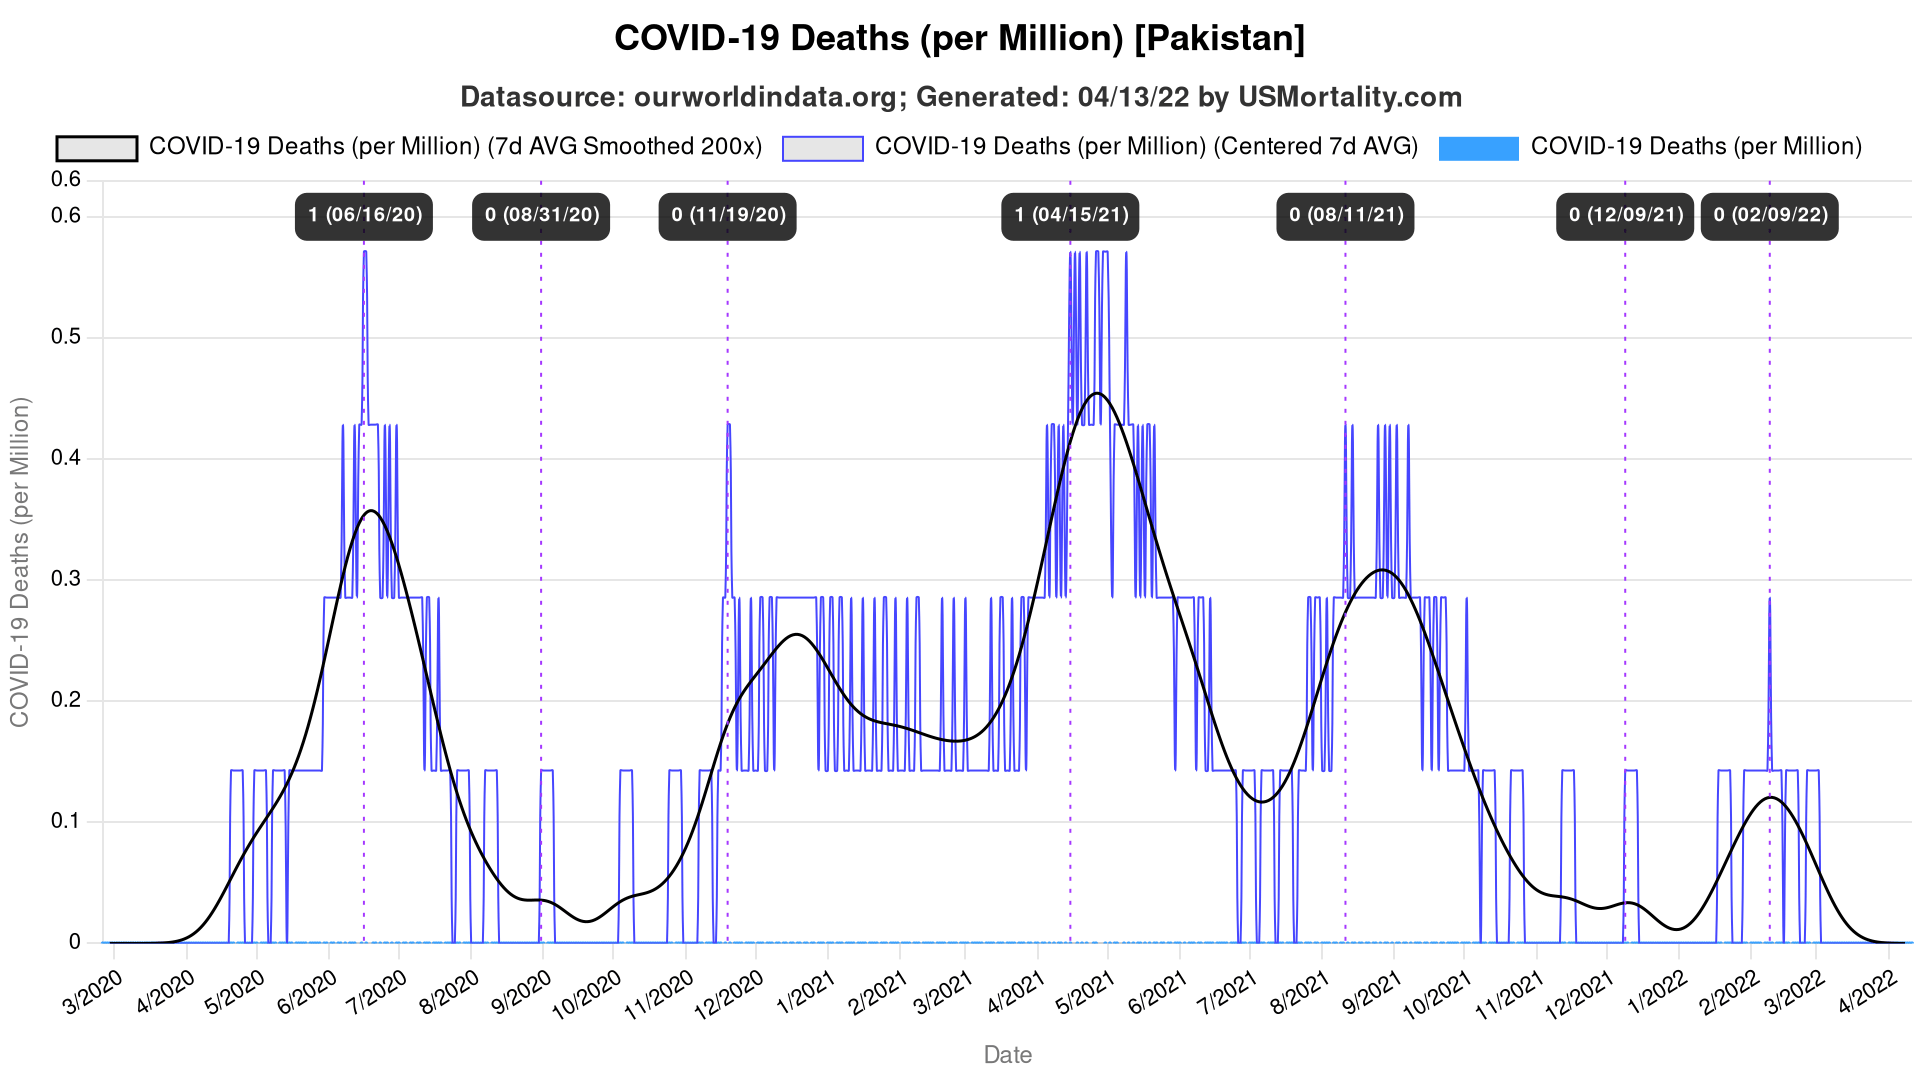 COVID-19 Deaths (per Million) [Pakistan]
Datasource: ourworldindata.org; Generated: 04/13/22 by USMortality.com
COVID-19 Deaths (per Million) (7d AVG Smoothed 200x) COVID-19 Deaths (per Million) (Centered 7d AVG) COVID-19 Deaths (per Million)
1 (06/16/20) 0 (08/31/20) 0 (11/19/20) 1 (04/15/21) 0 (08/11/21) 0 (12/09/21) 0 (02/09/22)
COVID-19 Deaths (per Million)
0.6
0.6
0.5
0.4
0.3
0.2
0.1
0
3/2020 4/2020 5/2020 6/2020 7/2020 8/2020 9/2020 10/2020 11/2020 12/2020 1/2021 2/2021 3/2021 4/2021 5/2021 6/2021 7/2021 8/2021 9/2021 10/2021 11/2021 12/2021 1/2022 2/2022 3/2022 4/2022
Date